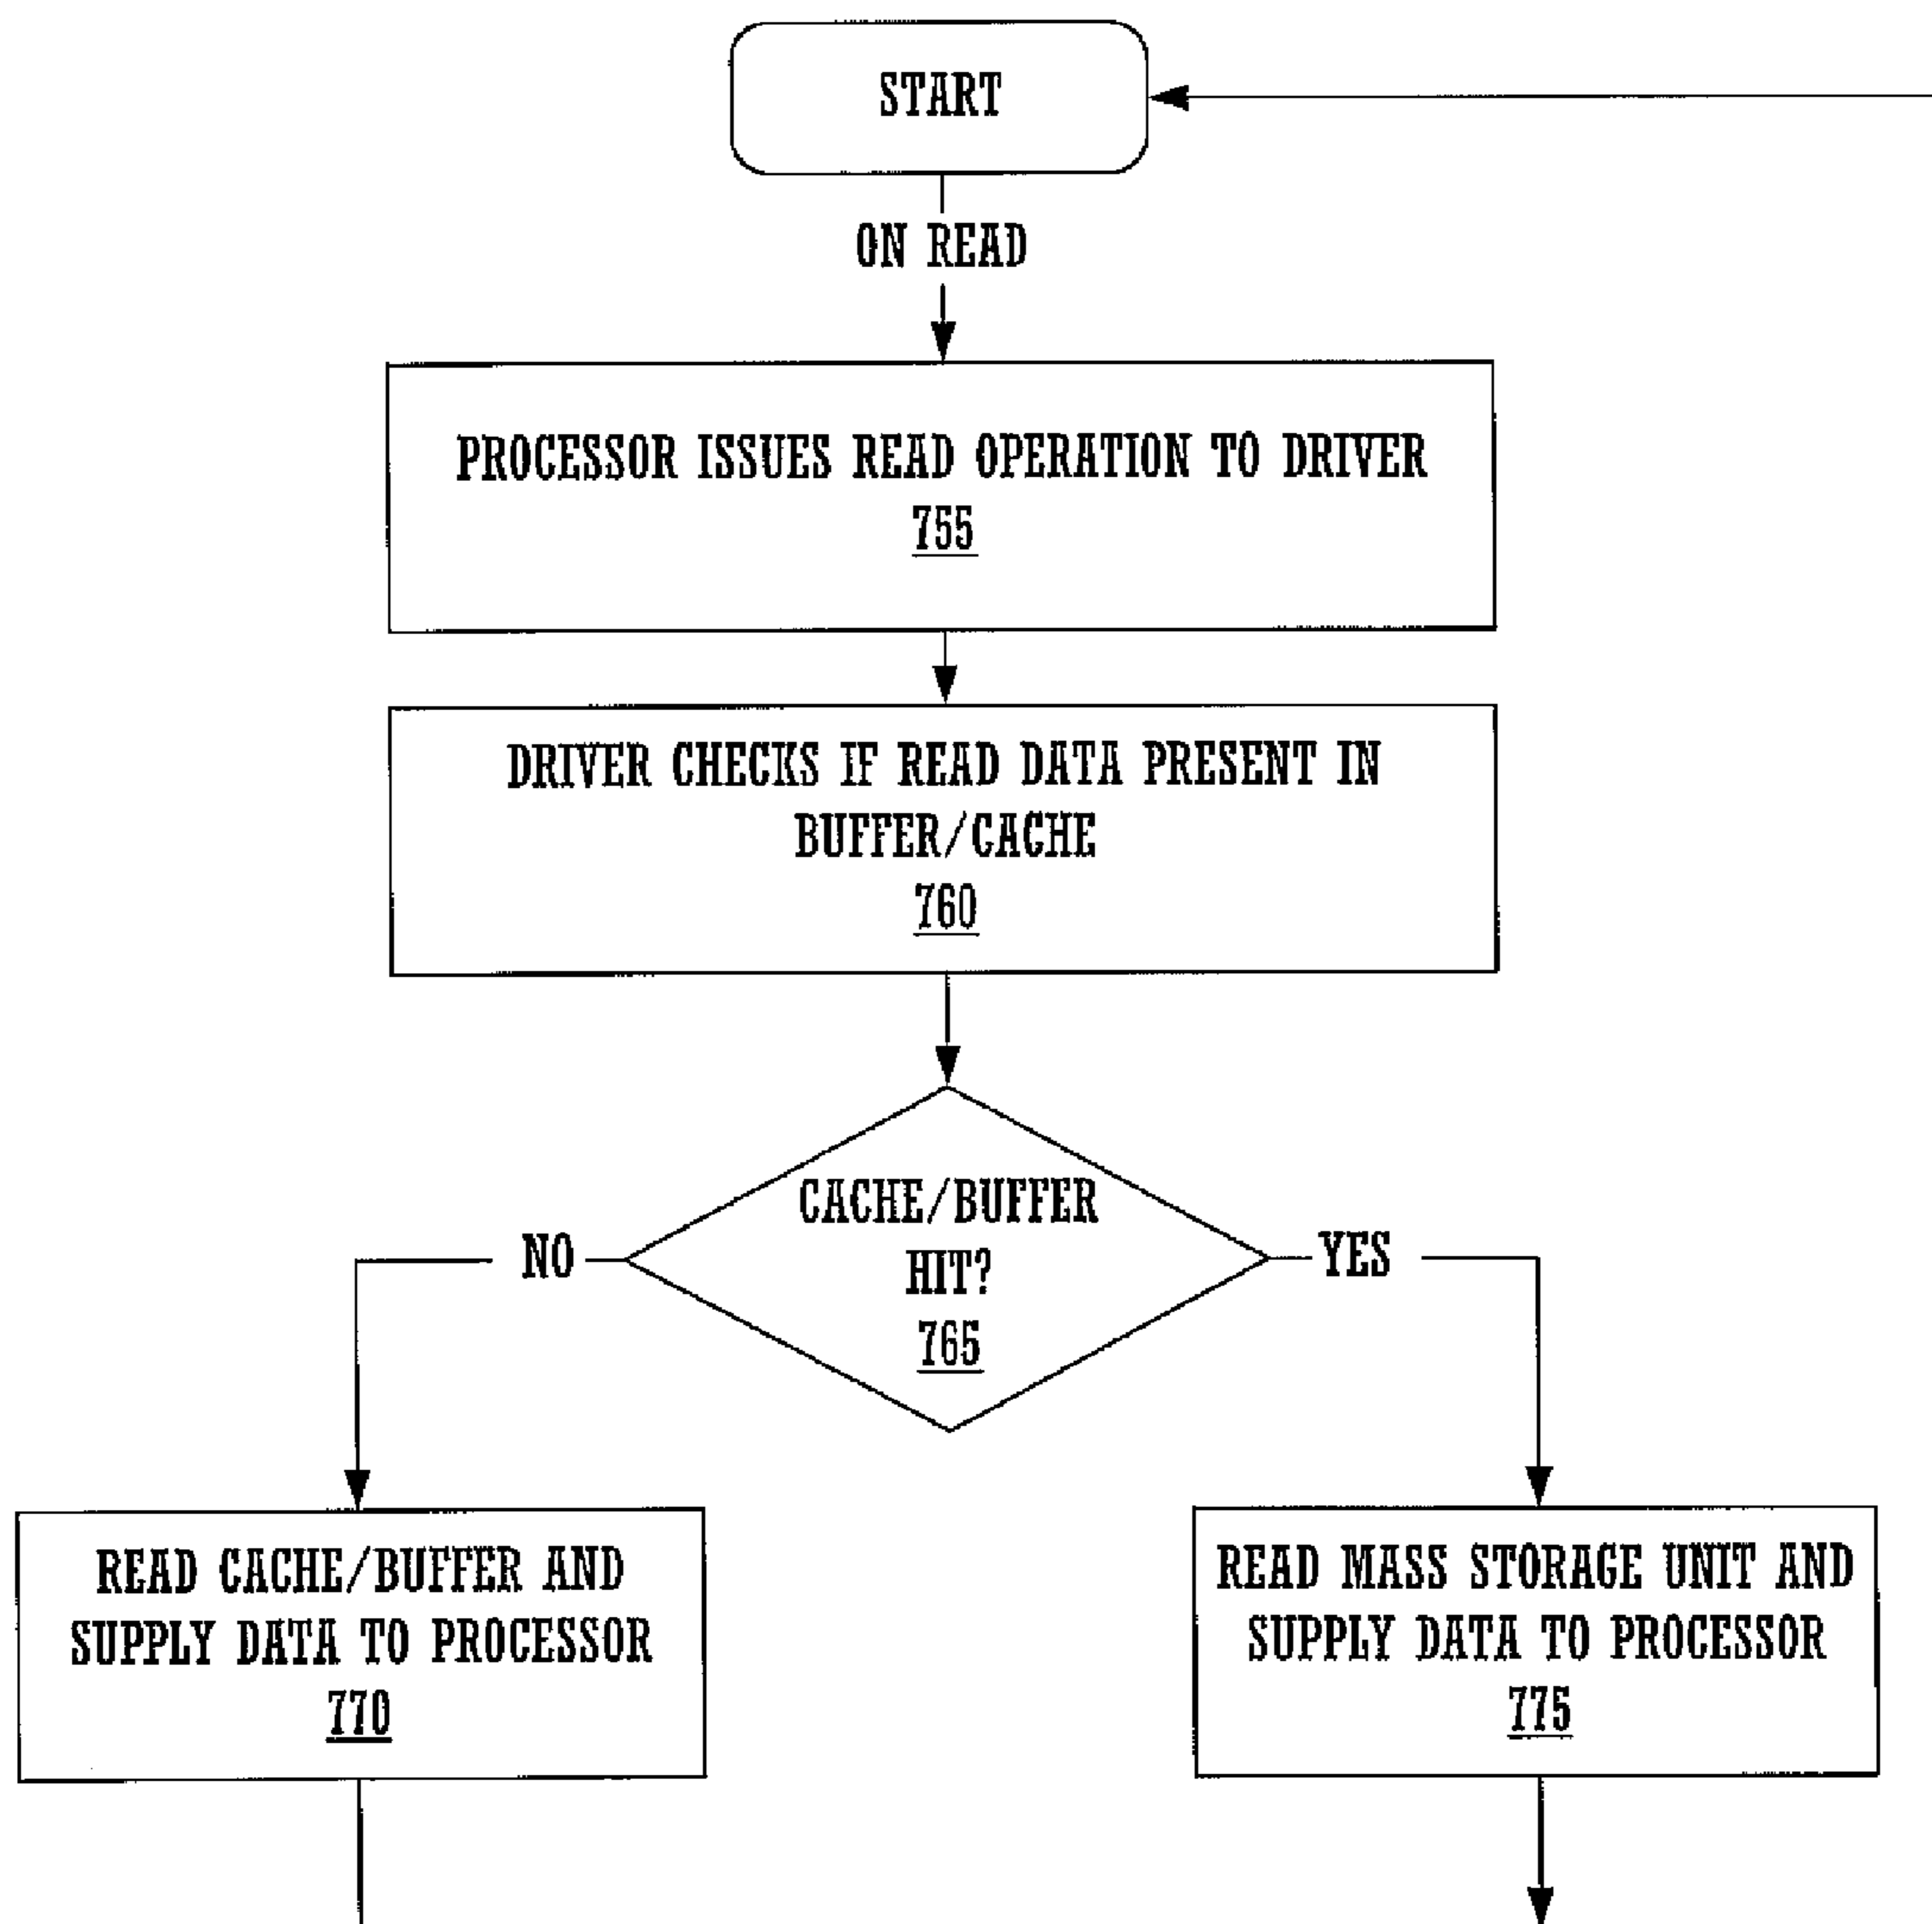 START
ON READ
PROCESSOR ISSUES READ OPERATION TO DRIVER
755
DRIVER CHECKS IF READ DATA PRESENT IN
BUFFER/CACHE
760
CACHE/BUFFER
HIT?
765
NO
YES
READ CACHE/BUFFER AND
SUPPLY DATA TO PROCESSOR
770
READ MASS STORAGE UNIT AND
SUPPLY DATA TO PROCESSOR
775